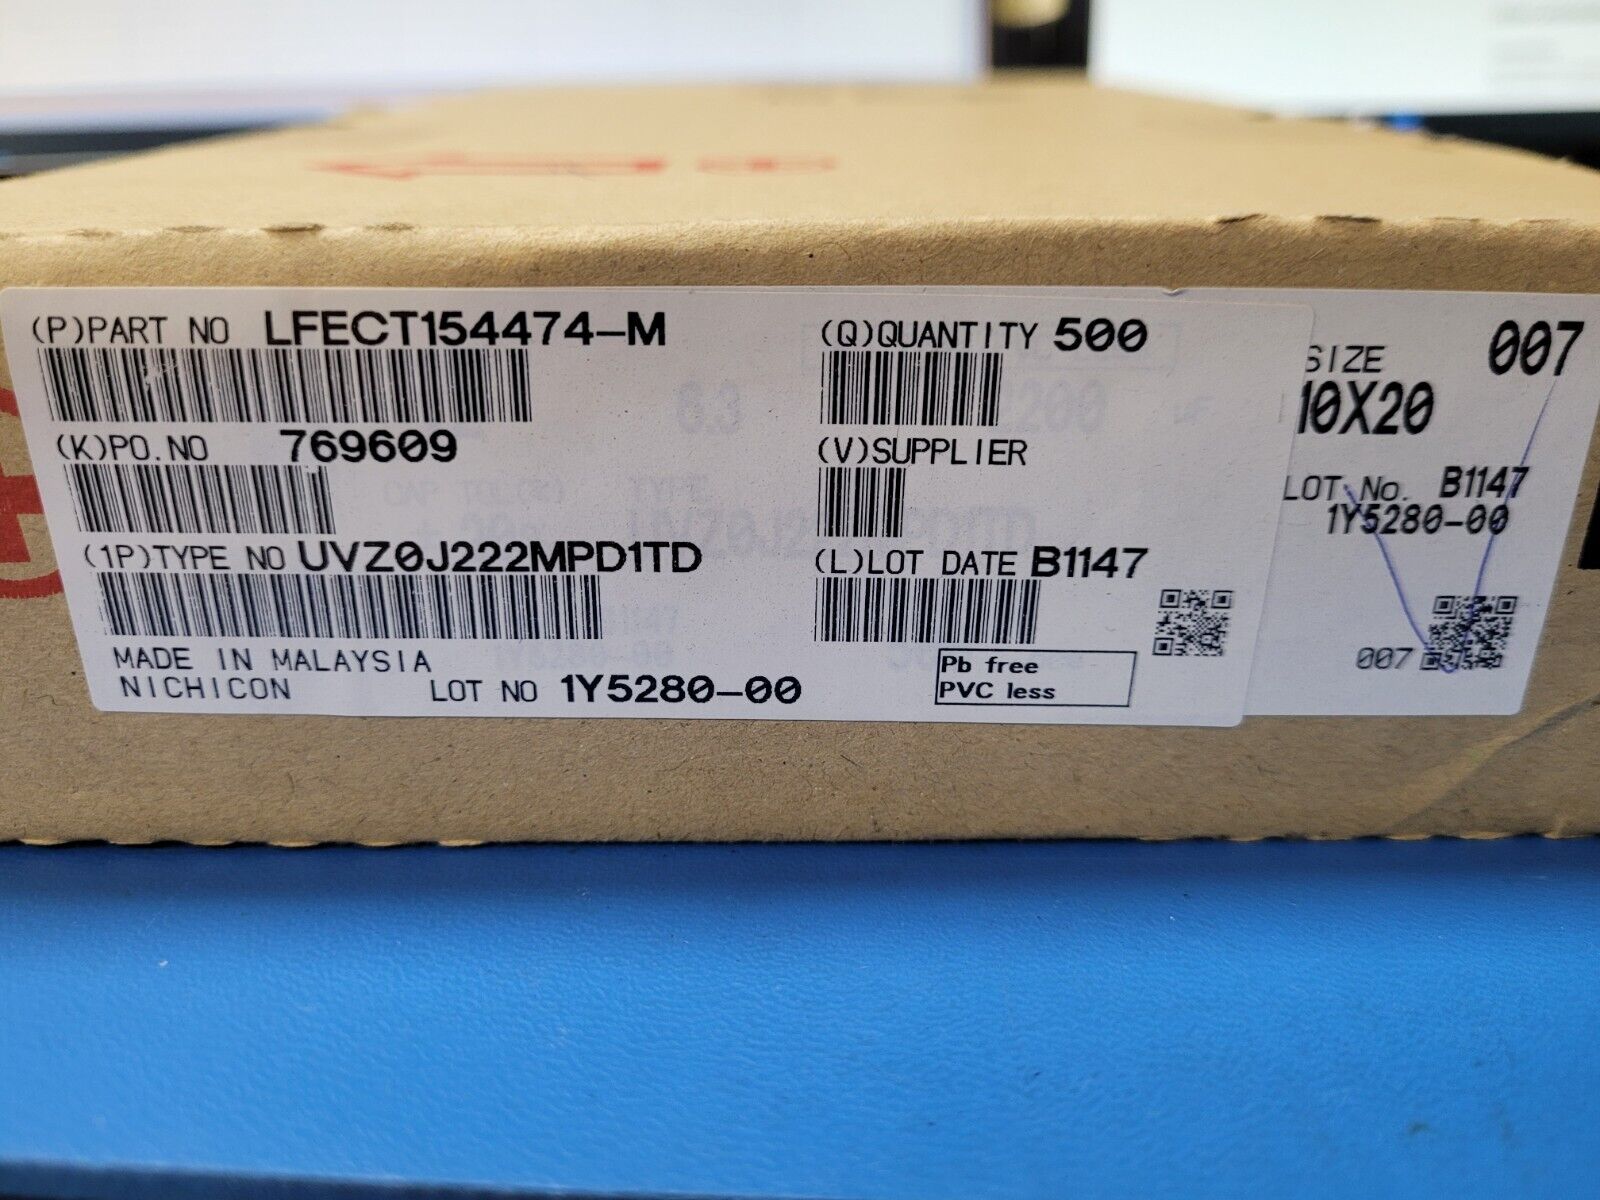 (P)PART NO LFECT154474-M
(Q)QUANTITY 500
(K)PO.NO 769609
(V)SUPPLIER
(1P)TYPE NO UVZ0J222MPD1TD
(L)LOT DATE B1147
MADE IN MALAYSIA
NICHICON LOT NO 1Y5280-00
Pb free
PVC less
007
SIZE
10X20
LOT No. B1147
1Y5280-00
007